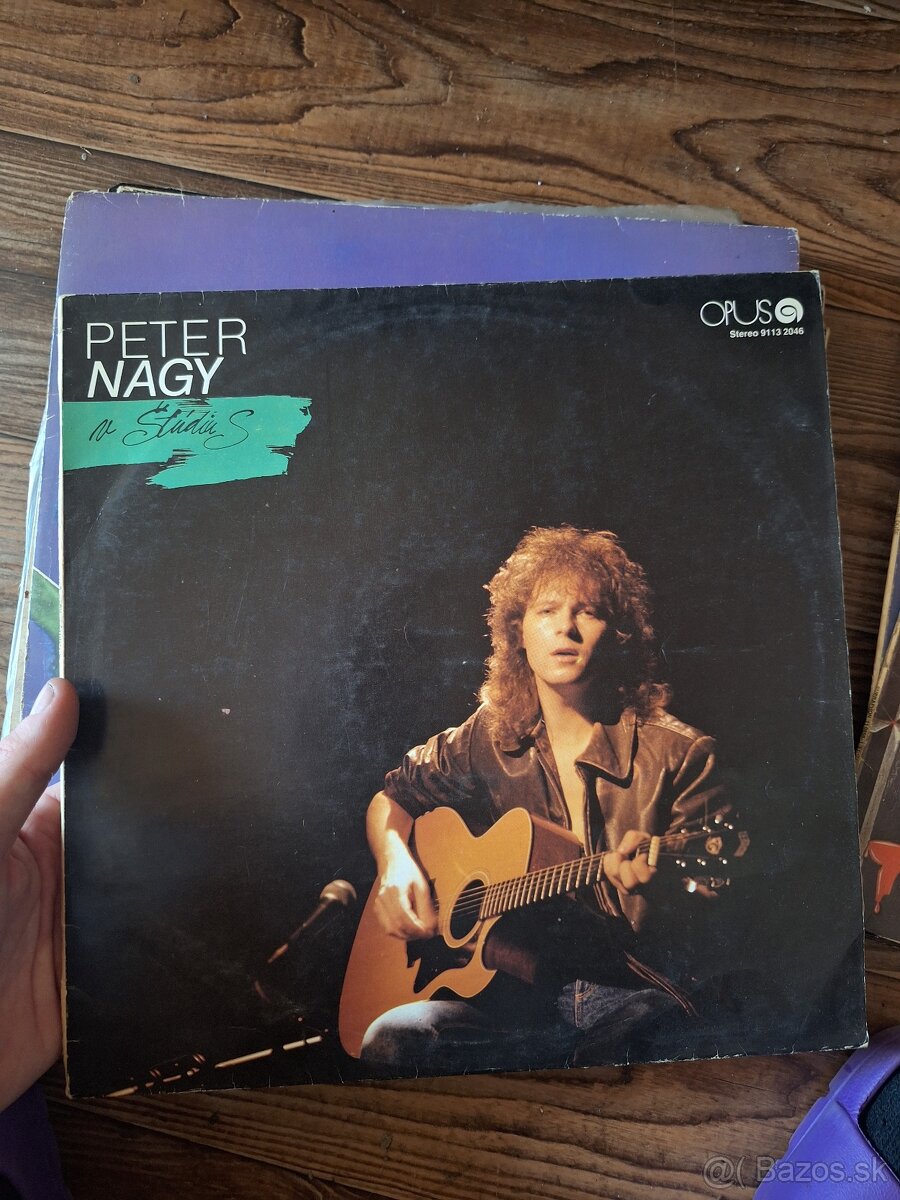 PETER
NAGY
v Štúdiu S
OPUS
Stereo 9113 2046
@( Bazos.sk